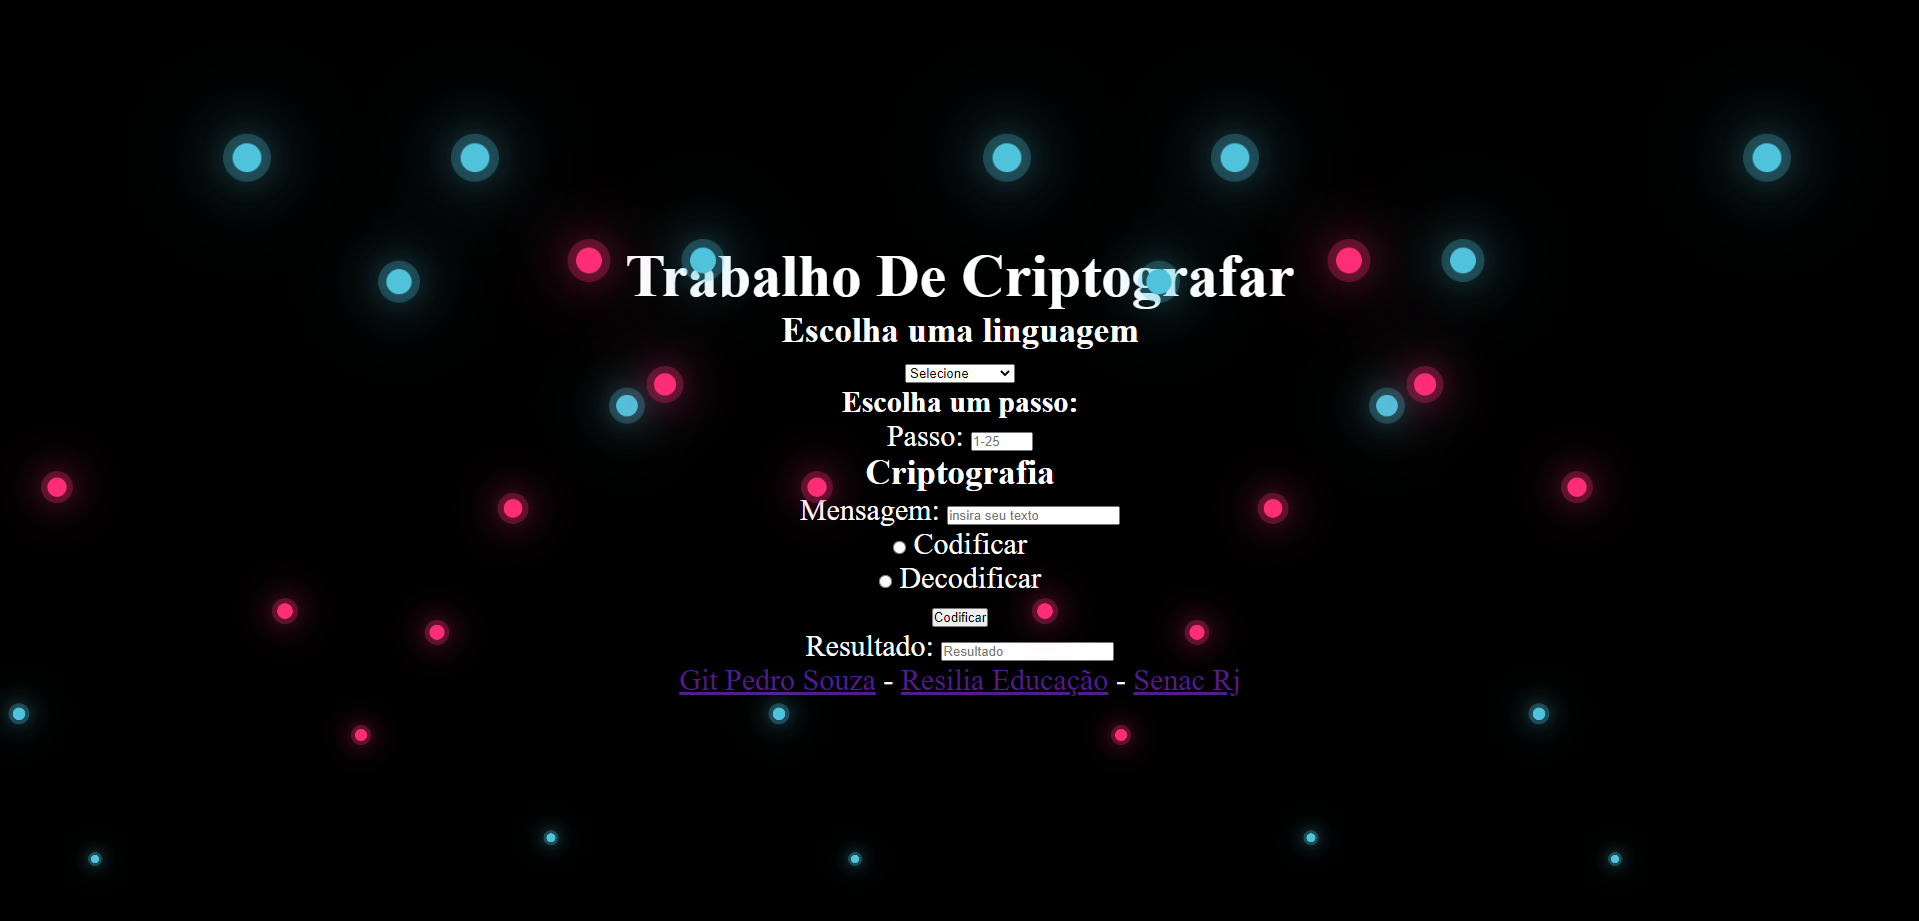 Trabalho De Criptografar
Escolha uma linguagem
Selecione
Escolha um passo:
Passo: 1-25
Criptografia
Mensagem: insira seu texto
Codificar
Decodificar
Codificar
Resultado: Resultado
Git Pedro Souza - Resilia Educação - Senac Rj